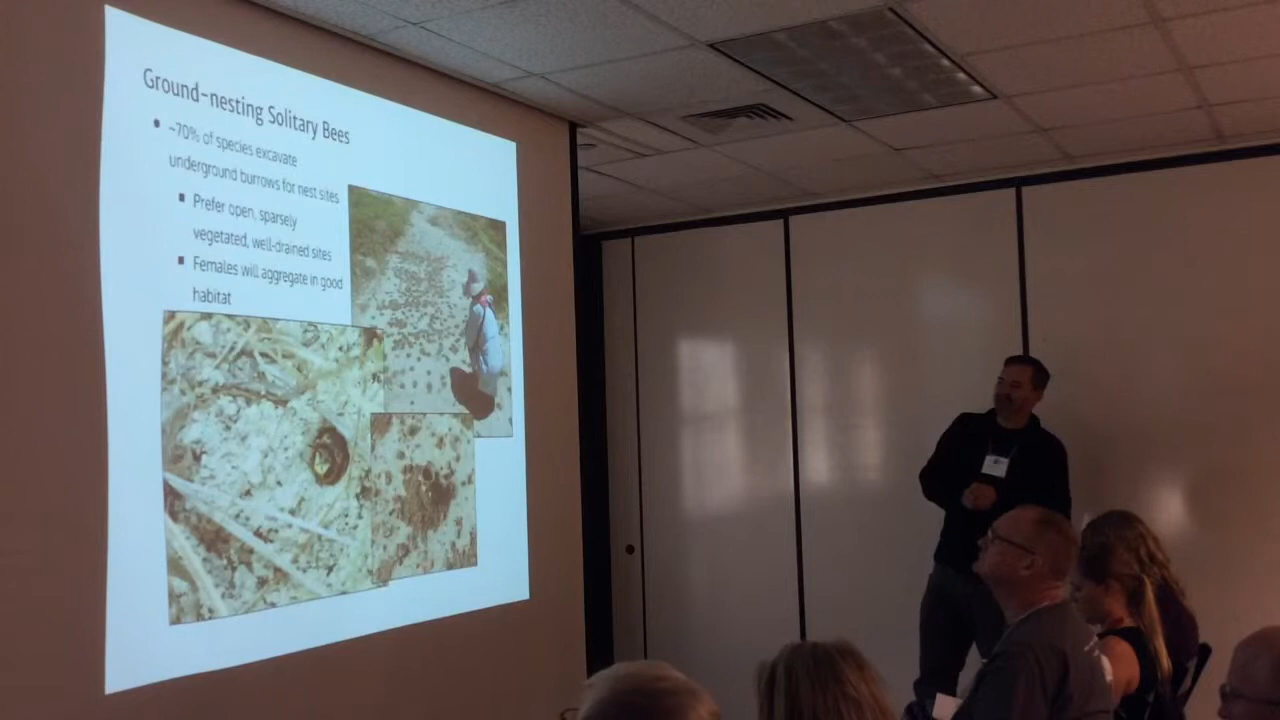 Ground-nesting Solitary Bees
• ~70% of species excavate
underground burrows for nest sites
▪ Prefer open, sparsely
vegetated, well-drained sites
▪ Females will aggregate in good
habitat